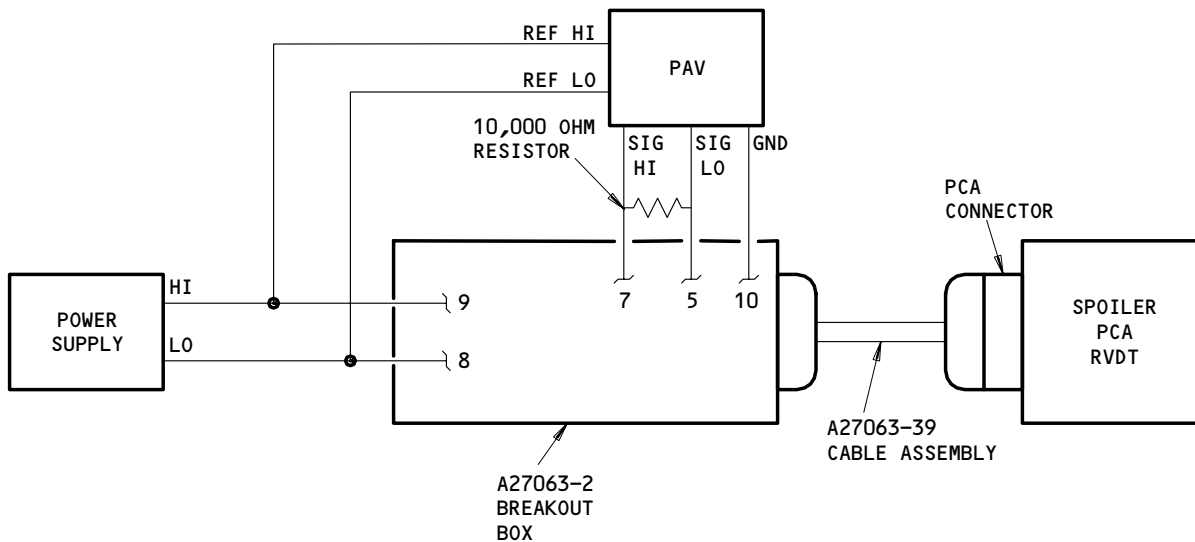 REF HI
PAV
REF LO
10,000 OHM
RESISTOR
SIG
HI
SIG
LO
GND
PCA
CONNECTOR
HI
9
7
5
10
POWER
SUPPLY
LO
8
SPOILER
PCA
RVDT
A27063-39
CABLE ASSEMBLY
A27063-2
BREAKOUT
BOX